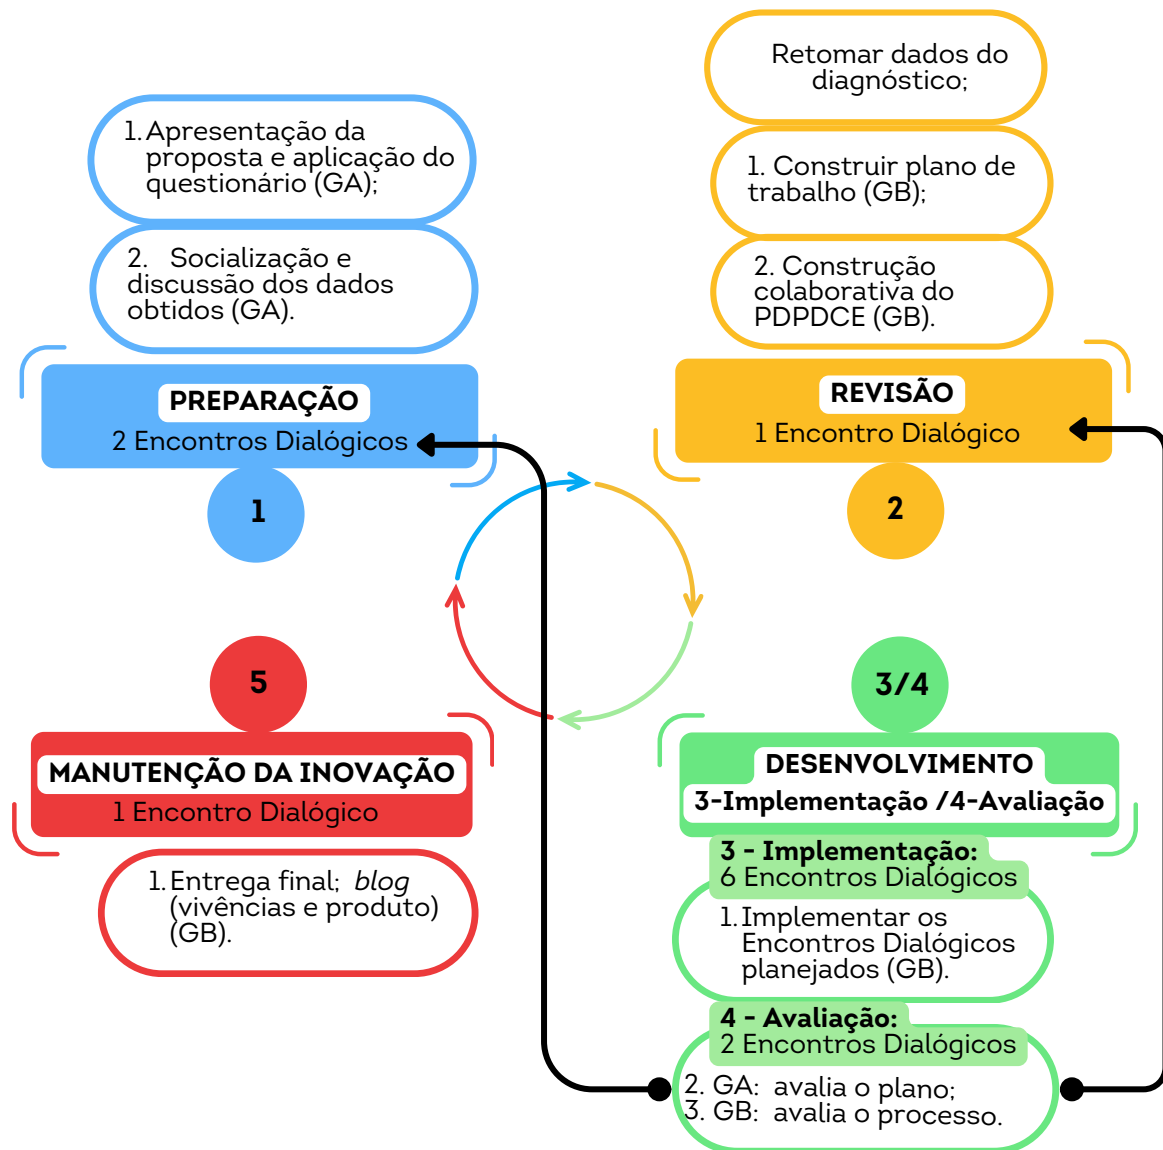 1. Apresentação da
proposta e aplicação do
questionário (GA);
2. Socialização e
discussão dos dados
obtidos (GA).
PREPARAÇÃO
2 Encontros Dialógicos
1
Retomar dados do
diagnóstico;
1. Construir plano de
trabalho (GB);
2. Construção
colaborativa do
PDPDCE (GB).
REVISÃO
1 Encontro Dialógico
2
3/4
DESENVOLVIMENTO
3-Implementação /4-Avaliação
3 - Implementação:
6 Encontros Dialógicos
1. Implementar os
Encontros Dialógicos
planejados (GB).
4 - Avaliação:
2 Encontros Dialógicos
2. GA: avalia o plano;
3. GB: avalia o processo.
5
MANUTENÇÃO DA INOVAÇÃO
1 Encontro Dialógico
1. Entrega final; blog
(vivências e produto)
(GB).